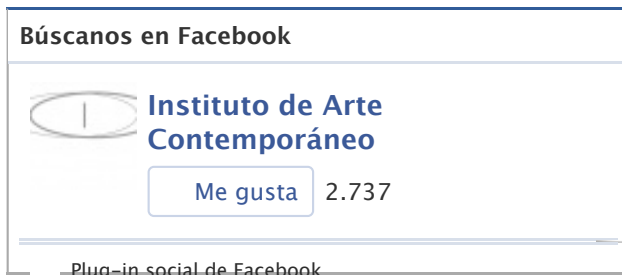 Búscanos en Facebook
Instituto de Arte
Contemporáneo
Me gusta 2.737
Plug-in social de Facebook